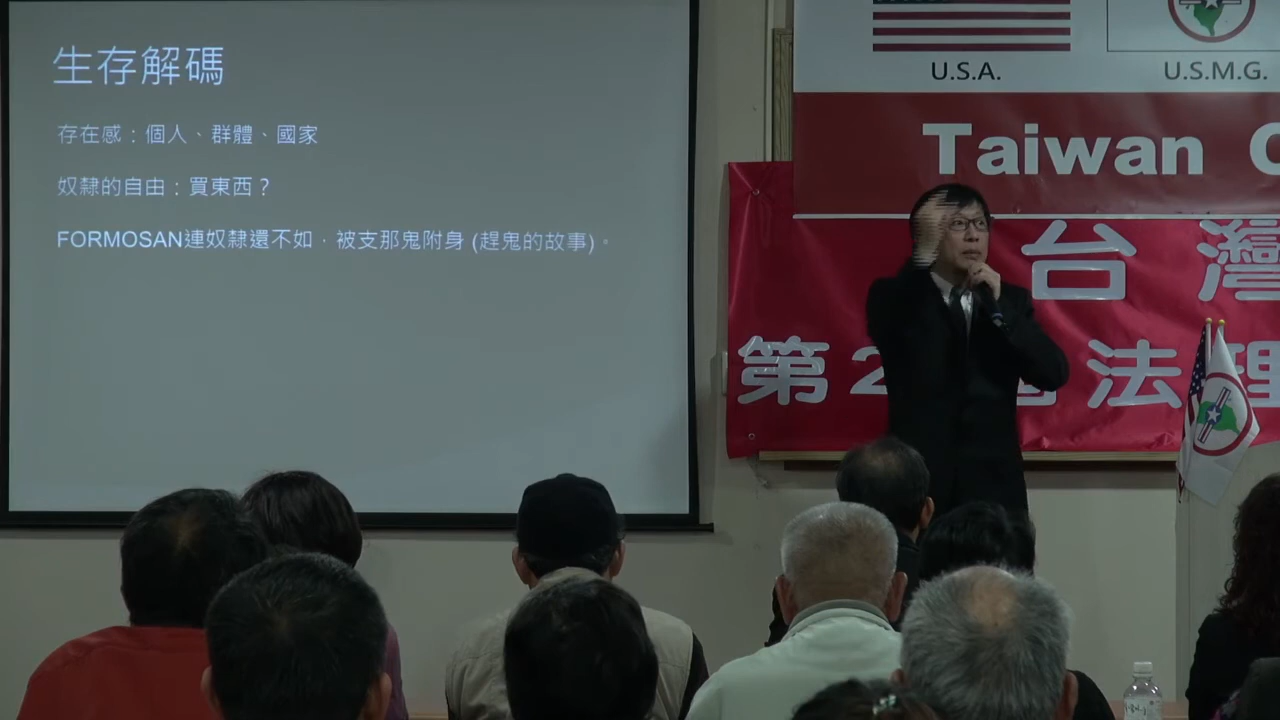 生存解碼
存在感：個人、群體、國家
奴隸的自由：買東西？
FORMOSAN連奴隸還不如，被支那鬼附身 (趕鬼的故事)。
U.S.A.
U.S.M.G.
Taiwan C
台灣
第2 法理